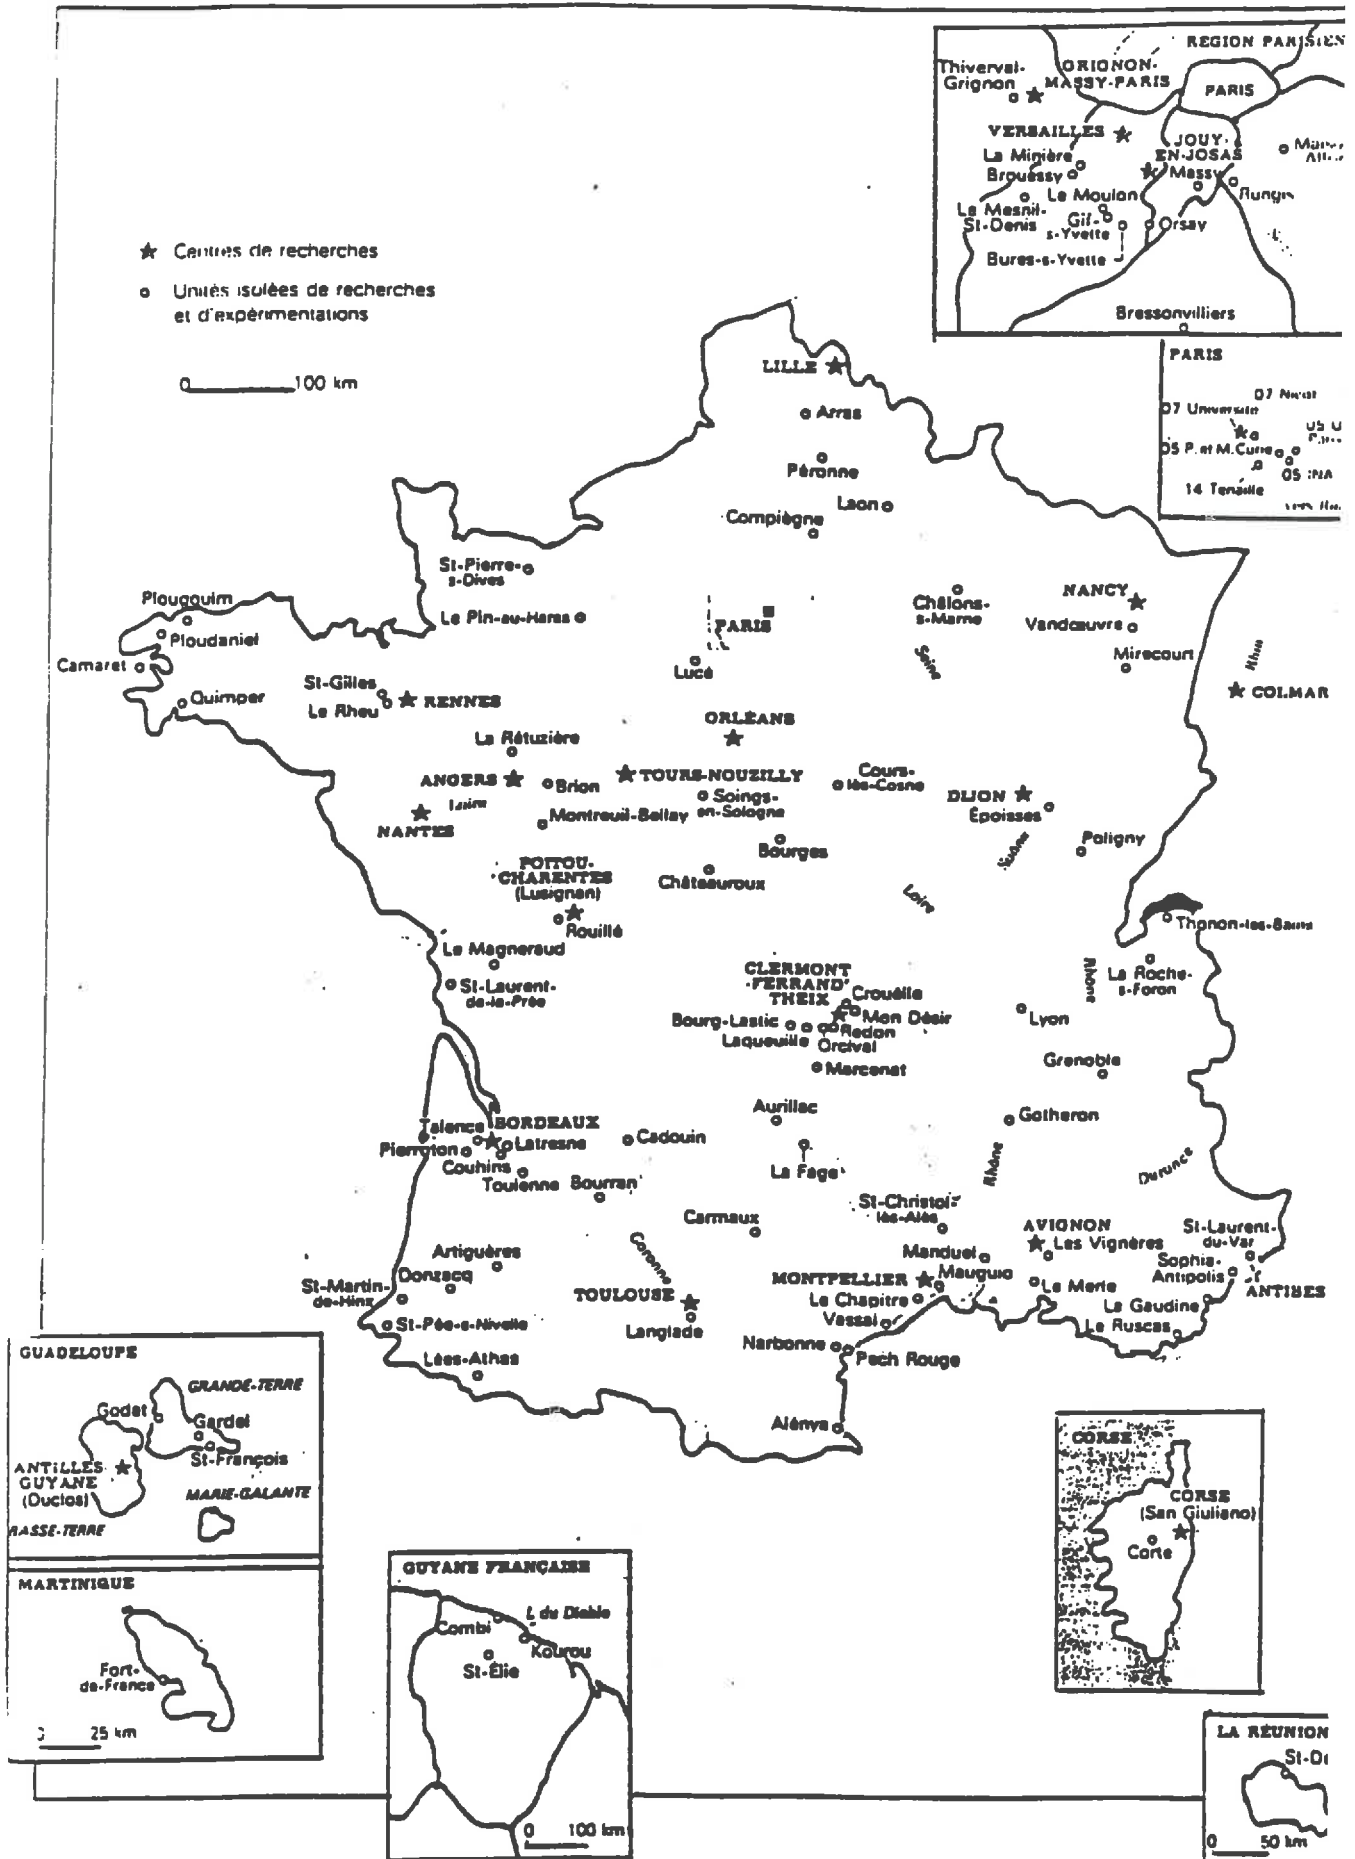 REGION PARISIEN
Thiverval-
Grignon
GRIGNON-
MASSY-PARIS
PARIS
VERSAILLES
JOUY-
EN-JOSAS
La Minière
Brouëssy
Massy
Rungis
Le Moulon
Le Mesnil-
St-Denis
Gif-
s-Yvette
Orsay
Bures-s-Yvette
Bressonvilliers
Centres de recherches
Unités isolées de recherches
et d'expérimentations
0 100 km
PARIS
07 Nicot
07 Université
05 U
05 P. et M. Curie
05 INA
14 Tenaille
LILLE
Arras
Péronne
Laon
Compiègne
St-Pierre-
s-Dives
Le Pin-au-Haras
PARIS
Châlons-
s-Marne
NANCY
Vandœuvre
Mirecourt
Rhin
COLMAR
Seine
Lucé
Plougouim
Ploudaniel
Camaret
Quimper
St-Gilles
Le Rheu
RENNES
ORLÉANS
La Rétuzière
ANGERS
Brion
TOURS-NOUZILLY
Soings-
en-Sologne
Cours-
lès-Cosne
DIJON
Époisses
Loire
NANTES
Montreuil-Bellay
Bourges
Saône
Poligny
POITOU-
CHARENTES
(Lusignan)
Rouillé
Châteauroux
Loire
Thonon-les-Bains
Le Magneraud
St-Laurent-
de-la-Prée
CLERMONT
-FERRAND
THEIX
Crouëlle
Mon Désir
Bourg-Lastic
Redon
Laqueuille
Orcival
Marcenat
Rhône
La Roche-
s-Foron
Lyon
Grenoble
Aurillac
Gotheron
Talence
BORDEAUX
Pierroton
Latresne
Couhins
Toulenne
Bourran
Cadouin
La Fage
Rhône
Durance
Carmaux
St-Christol-
lès-Alès
AVIGNON
Les Vignères
St-Laurent-
du-Var
Garonne
Artiguères
Donzacq
St-Martin-
de-Hinx
St-Pée-s-Nivelle
Lées-Athas
TOULOUSE
Langlade
Manduel
MONTPELLIER
Mauguio
Le Chapitre
Vassal
Le Merle
Sophia-
Antipolis
ANTIBES
La Gaudine
Le Ruscas
Narbonne
Pech Rouge
Alénya
GUADELOUPE
GRANDE-TERRE
Godet
Gardel
St-François
ANTILLES-
GUYANE
(Duclos)
MARIE-GALANTE
BASSE-TERRE
MARTINIQUE
Fort-
de-France
25 km
GUYANE FRANÇAISE
I. du Diable
Combi
Kourou
St-Élie
0 100 km
CORSE
CORSE
(San Giuliano)
Corte
LA RÉUNION
St-De
0 50 km